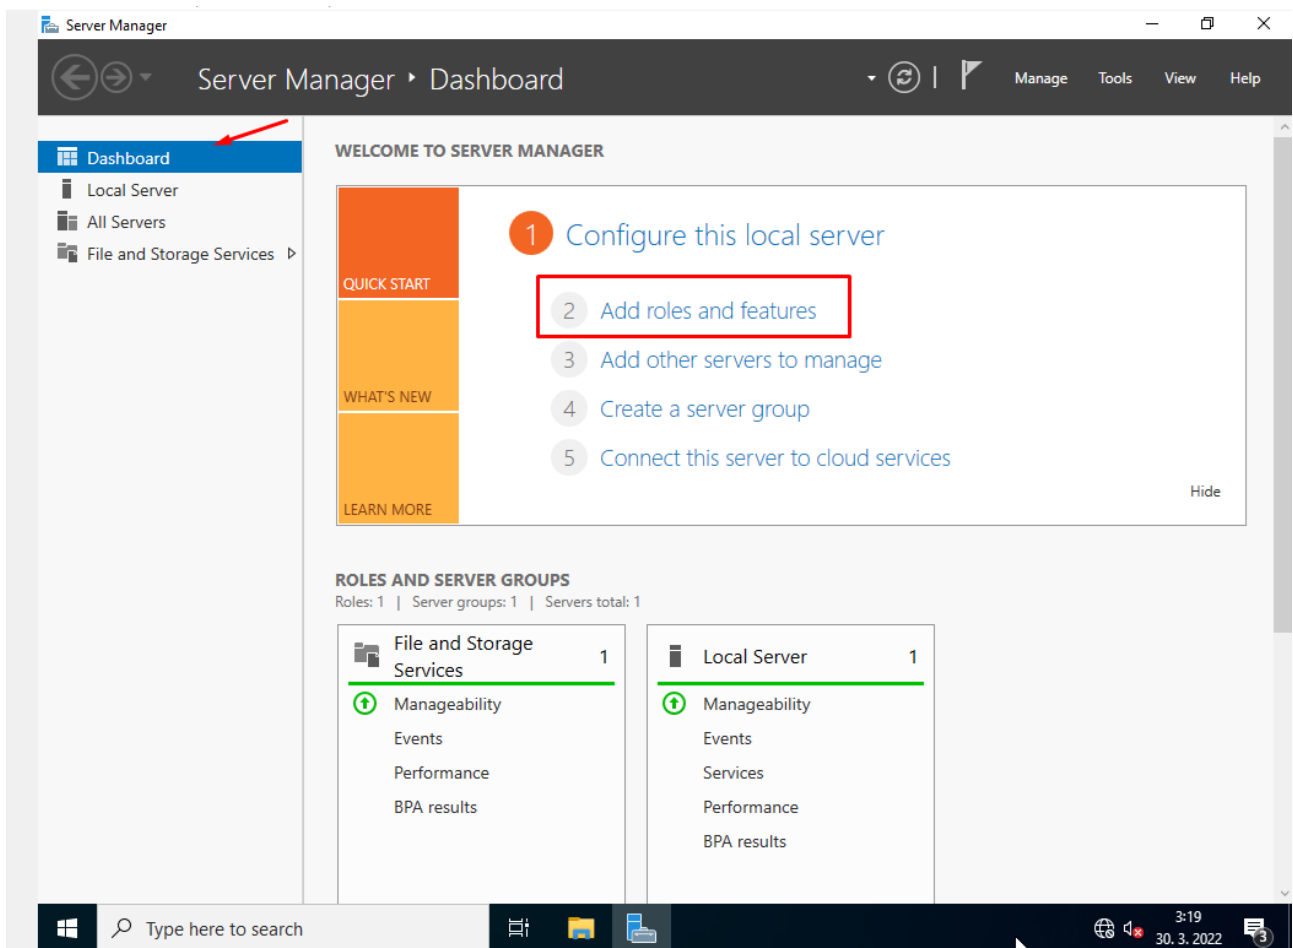 Server Manager
Server Manager ‣ Dashboard
Manage Tools View Help
Dashboard
Local Server
All Servers
File and Storage Services
WELCOME TO SERVER MANAGER
QUICK START
WHAT'S NEW
LEARN MORE
1 Configure this local server
2 Add roles and features
3 Add other servers to manage
4 Create a server group
5 Connect this server to cloud services
Hide
ROLES AND SERVER GROUPS
Roles: 1 | Server groups: 1 | Servers total: 1
File and Storage
Services 1
Manageability
Events
Performance
BPA results
Local Server 1
Manageability
Events
Services
Performance
BPA results
Type here to search
3:19
30. 3. 2022
3